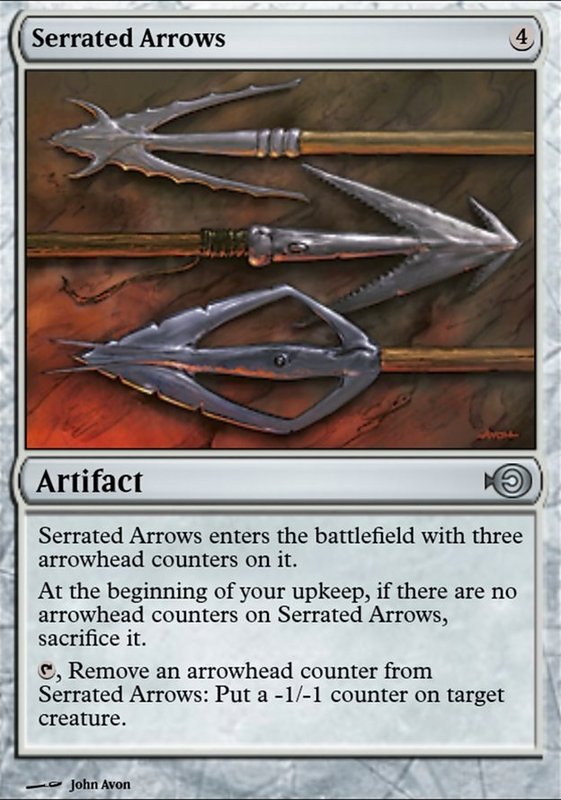 Serrated Arrows
4
AVON
Artifact
Serrated Arrows enters the battlefield with three
arrowhead counters on it.
At the beginning of your upkeep, if there are no
arrowhead counters on Serrated Arrows,
sacrifice it.
, Remove an arrowhead counter from
Serrated Arrows: Put a -1/-1 counter on target
creature.
John Avon